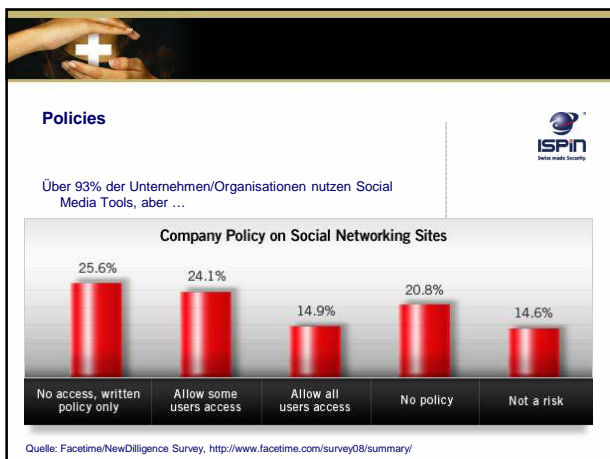 Policies
ISPIN
Swiss made Security.
Über 93% der Unternehmen/Organisationen nutzen Social
Media Tools, aber …
Company Policy on Social Networking Sites
25.6%
24.1%
14.9%
20.8%
14.6%
No access, written
policy only
Allow some
users access
Allow all
users access
No policy
Not a risk
Quelle: Facetime/NewDilligence Survey, http://www.facetime.com/survey08/summary/